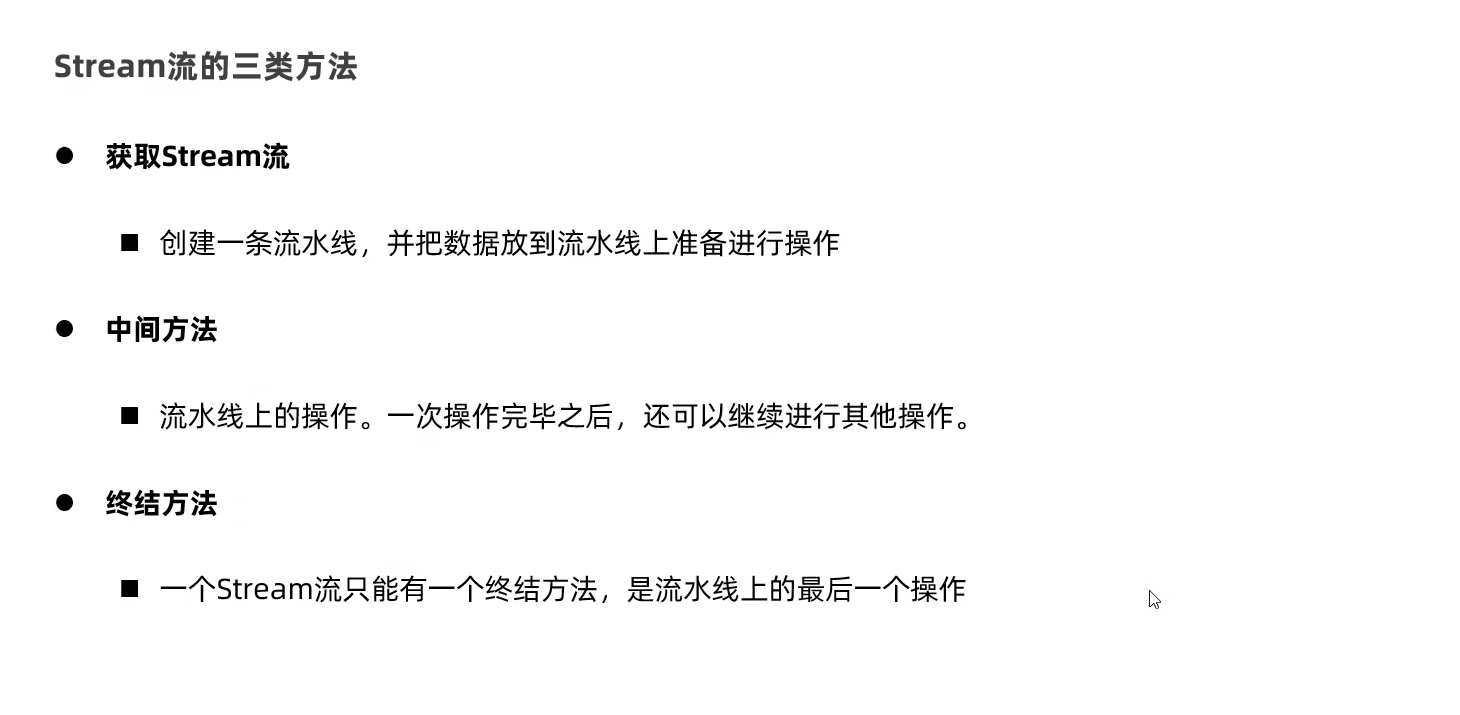 Stream流的三类方法
● 获取Stream流
■ 创建一条流水线，并把数据放到流水线上准备进行操作
● 中间方法
■ 流水线上的操作。一次操作完毕之后，还可以继续进行其他操作。
● 终结方法
■ 一个Stream流只能有一个终结方法，是流水线上的最后一个操作